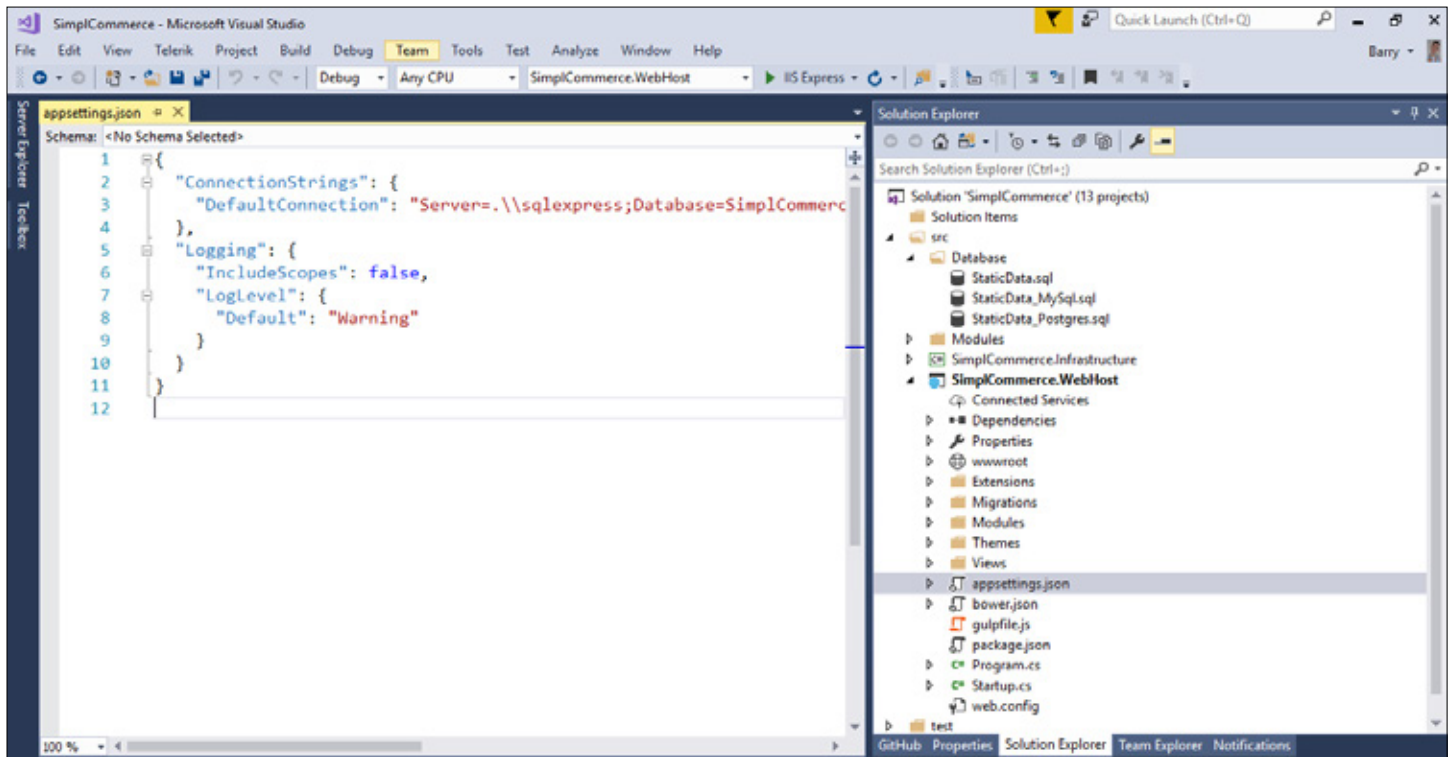 SimplCommerce - Microsoft Visual Studio
Quick Launch (Ctrl+Q)
File Edit View Telerik Project Build Debug Team Tools Test Analyze Window Help
Barry
Debug Any CPU SimplCommerce.WebHost IIS Express
Server Explorer
Toolbox
appsettings.json
Schema: <No Schema Selected>
1 {
2 "ConnectionStrings": {
3 "DefaultConnection": "Server=.\\sqlexpress;Database=SimplCommerc
4 },
5 "Logging": {
6 "IncludeScopes": false,
7 "LogLevel": {
8 "Default": "Warning"
9 }
10 }
11 }
12
100 %
Solution Explorer
Search Solution Explorer (Ctrl+;)
Solution 'SimplCommerce' (13 projects)
Solution Items
src
Database
StaticData.sql
StaticData_MySql.sql
StaticData_Postgres.sql
Modules
C# SimplCommerce.Infrastructure
SimplCommerce.WebHost
Connected Services
Dependencies
Properties
wwwroot
Extensions
Migrations
Modules
Themes
Views
appsettings.json
bower.json
gulpfile.js
package.json
C# Program.cs
C# Startup.cs
web.config
test
GitHub Properties Solution Explorer Team Explorer Notifications